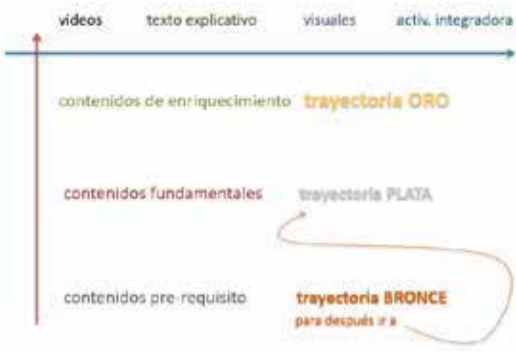 videos texto explicativo visuales activ. integradora
contenidos de enriquecimiento trayectoria ORO
contenidos fundamentales trayectoria PLATA
contenidos pre-requisito trayectoria BRONCE
para después ir a